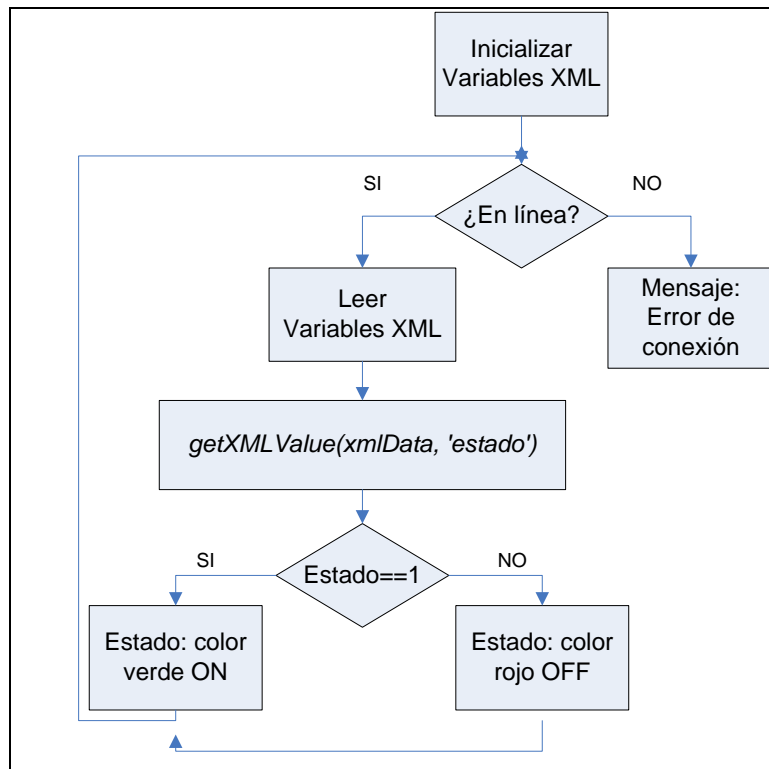 Inicializar
Variables XML
SI
NO
¿En línea?
Leer
Variables XML
Mensaje:
Error de
conexión
getXMLValue(xmlData, 'estado')
SI
NO
Estado==1
Estado: color
verde ON
Estado: color
rojo OFF